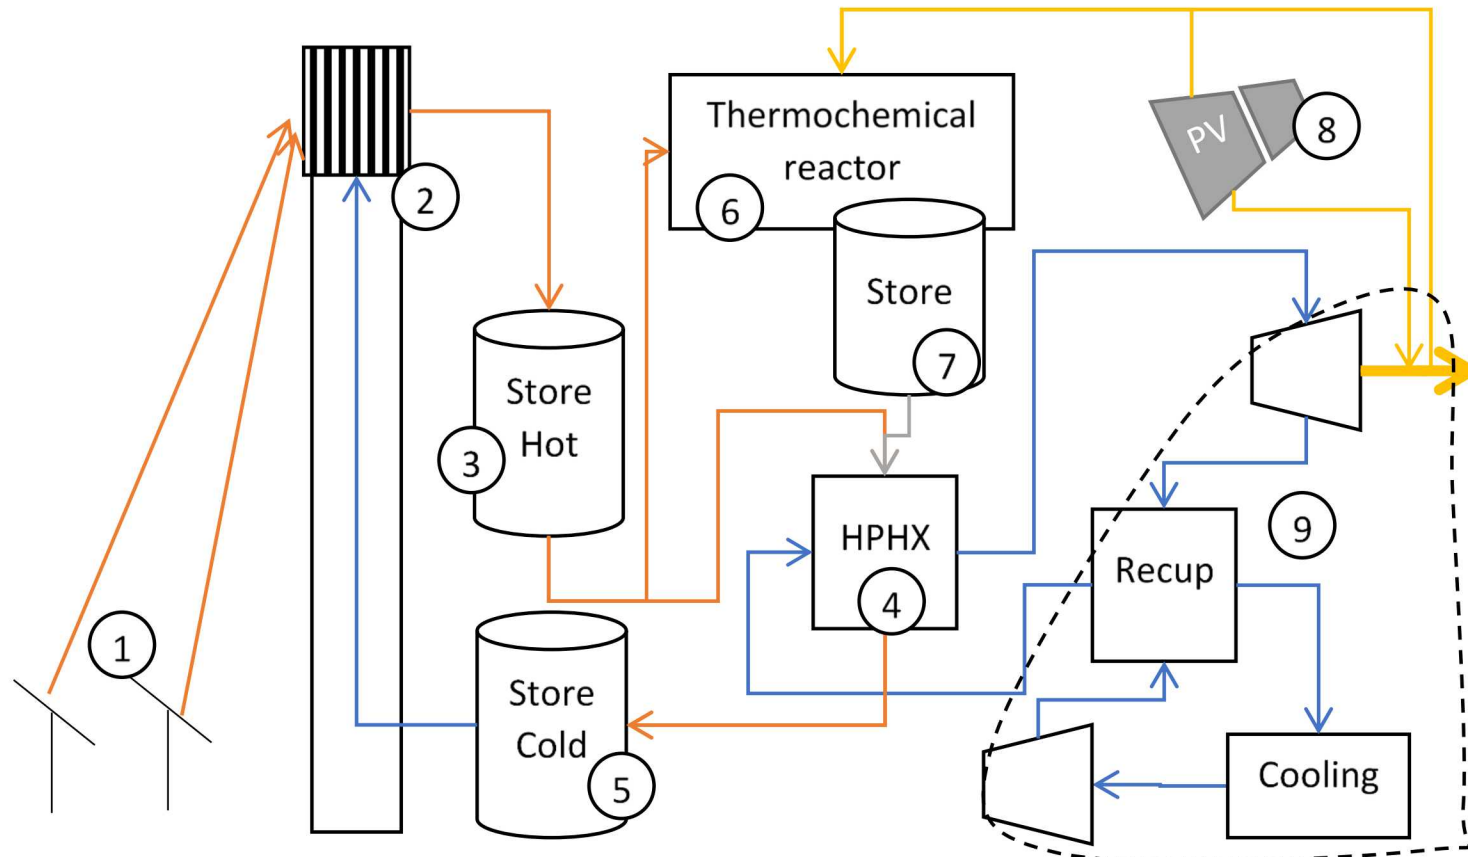 Thermochemical
reactor
PV
8
2
6
Store
7
Store
Hot
3
HPHX
4
9
Recup
1
Store
Cold
5
Cooling